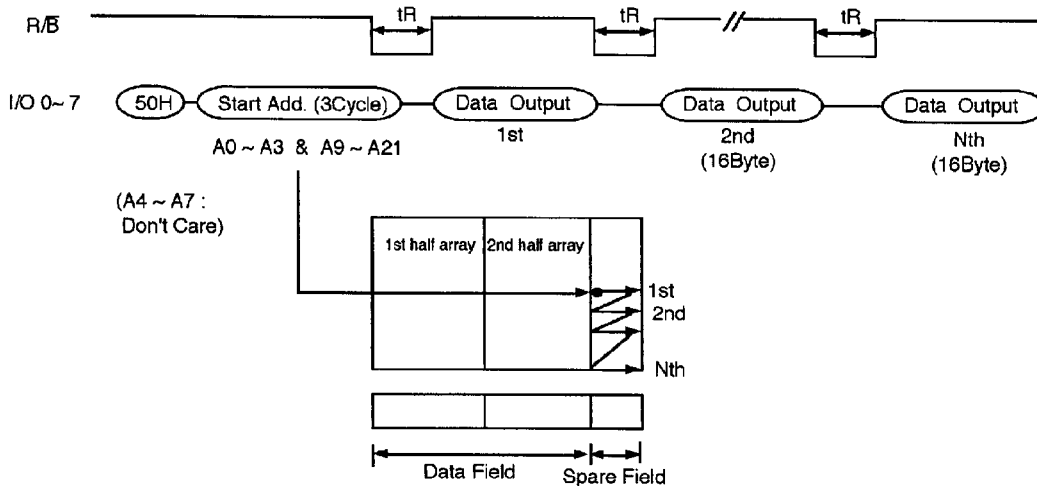 tR
tR
tR
R/B̅
I/O 0~ 7
50H
Start Add. (3Cycle)
Data Output
Data Output
Data Output
A0 ~ A3 & A9 ~ A21
1st
2nd
(16Byte)
Nth
(16Byte)
(A4 ~ A7 :
Don't Care)
1st half array
2nd half array
1st
2nd
Nth
Data Field
Spare Field